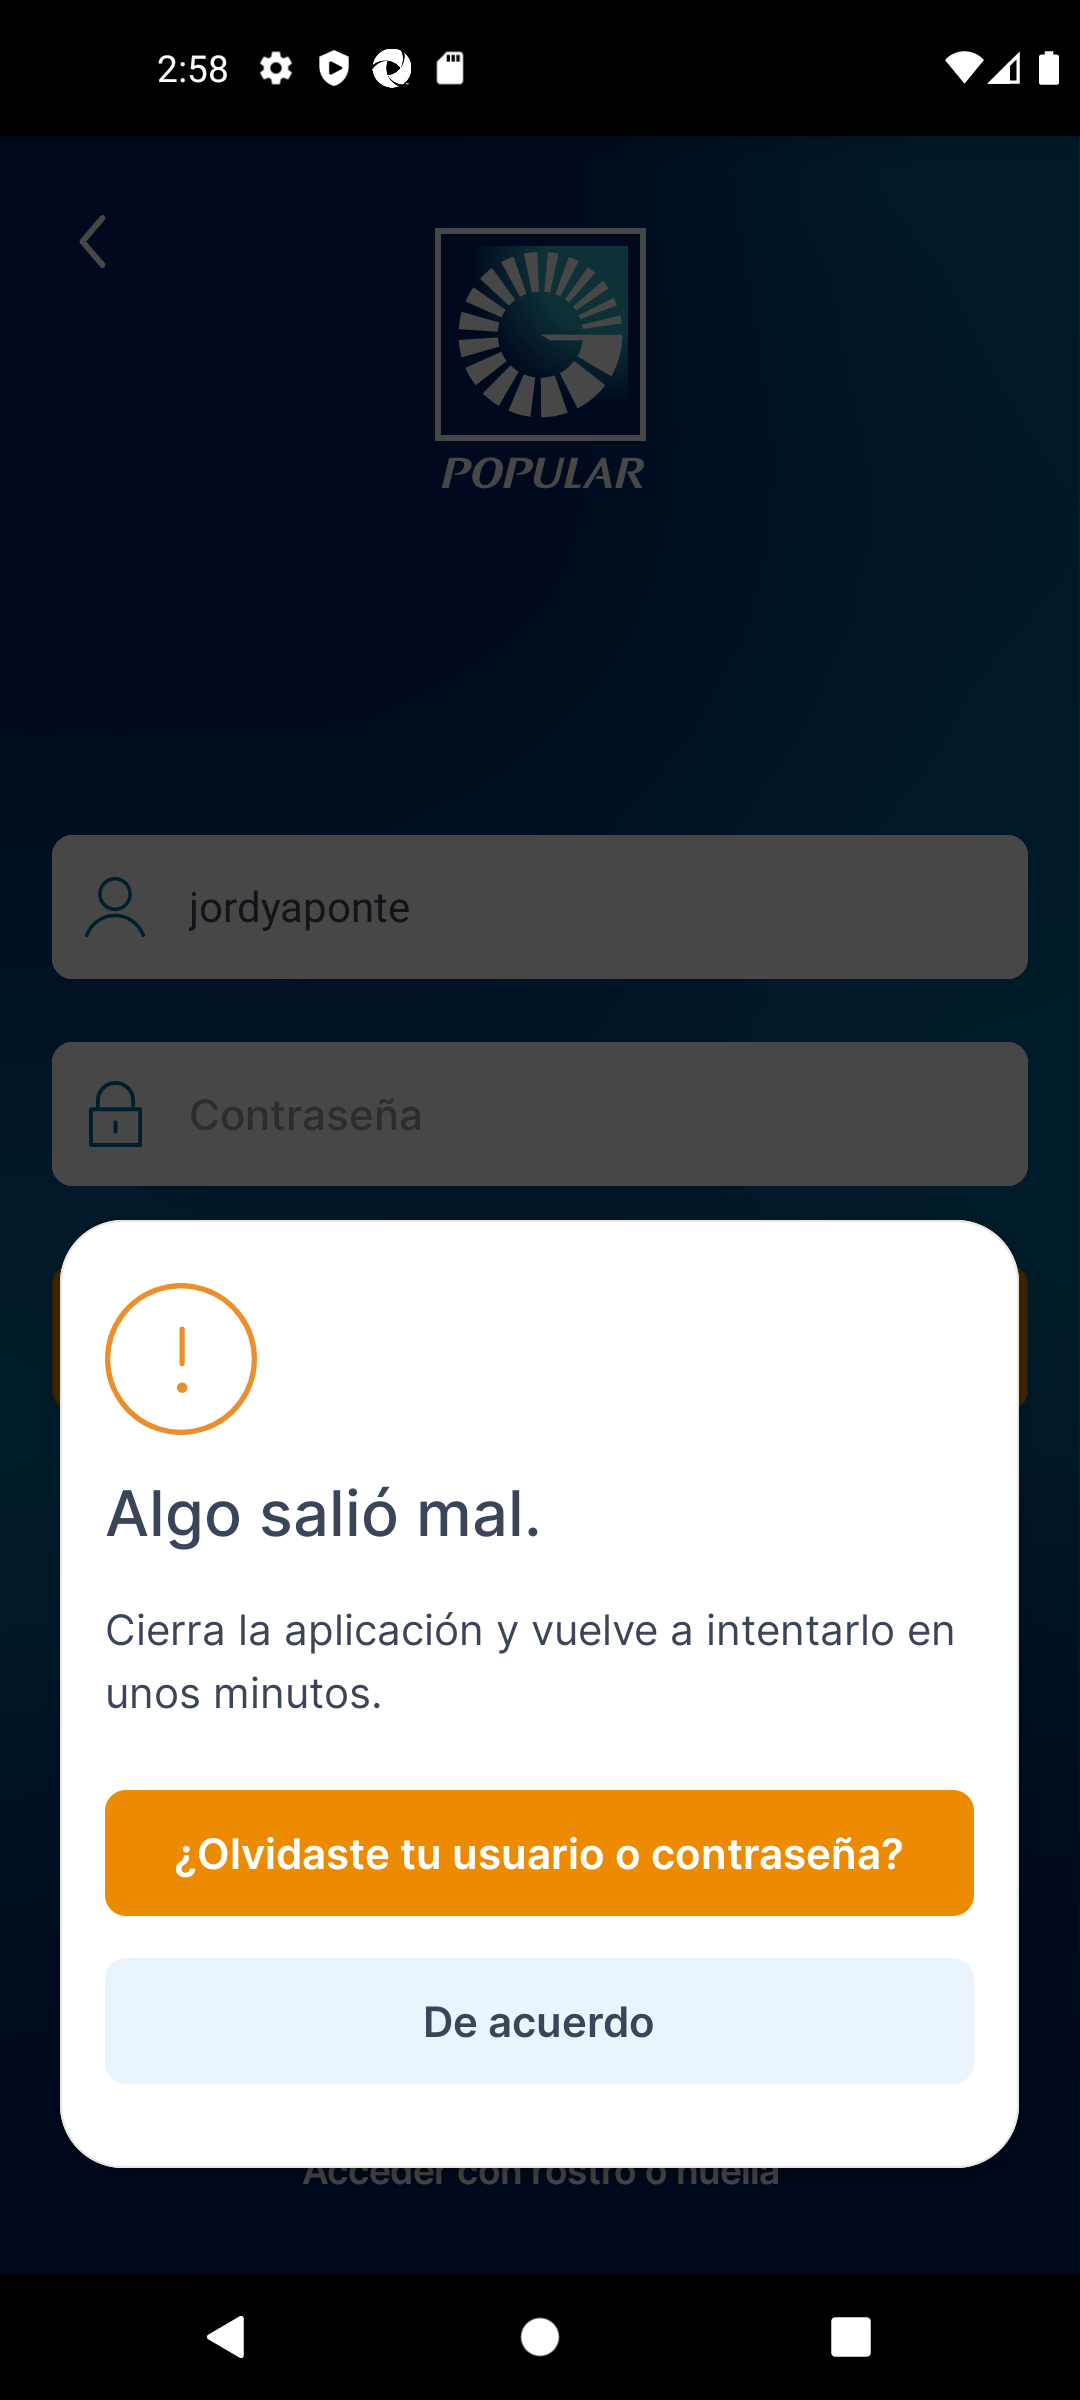 2:58
POPULAR
jordyaponte
Contraseña
Algo salió mal.
Cierra la aplicación y vuelve a intentarlo en
unos minutos.
¿Olvidaste tu usuario o contraseña?
De acuerdo
Acceder con rostro o huella